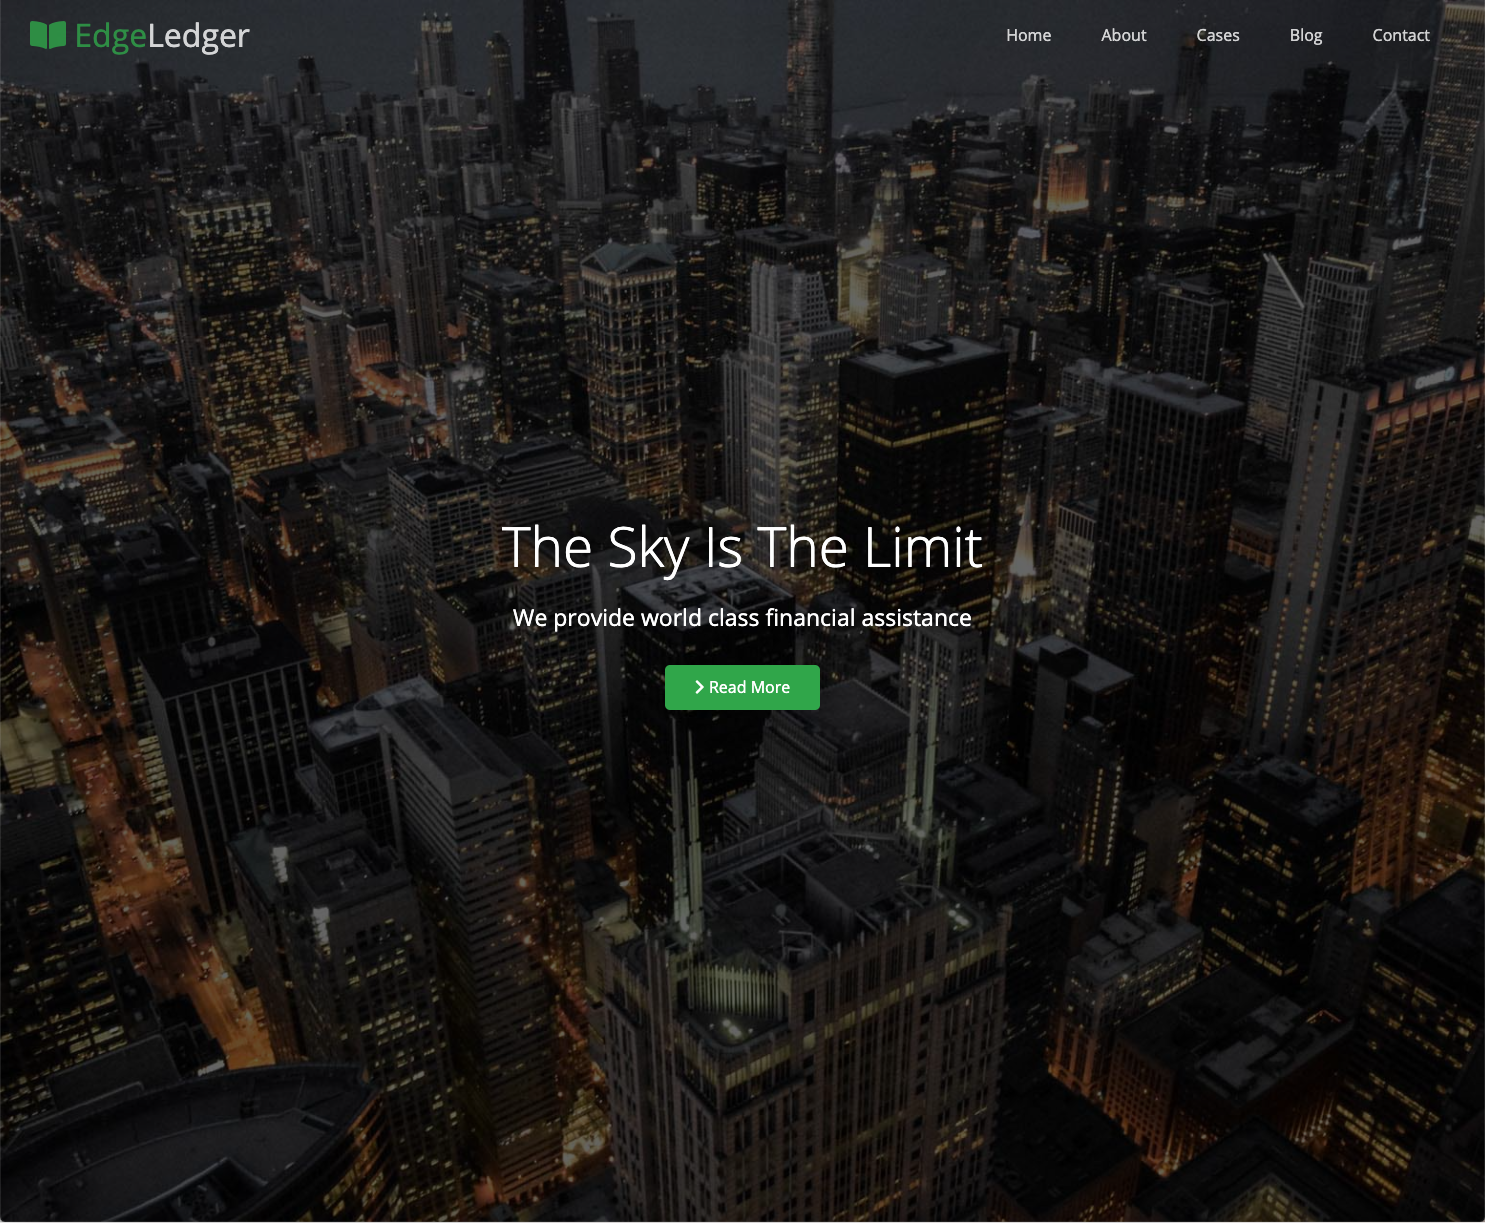 EdgeLedger
Home About Cases Blog Contact
The Sky Is The Limit
We provide world class financial assistance
Read More